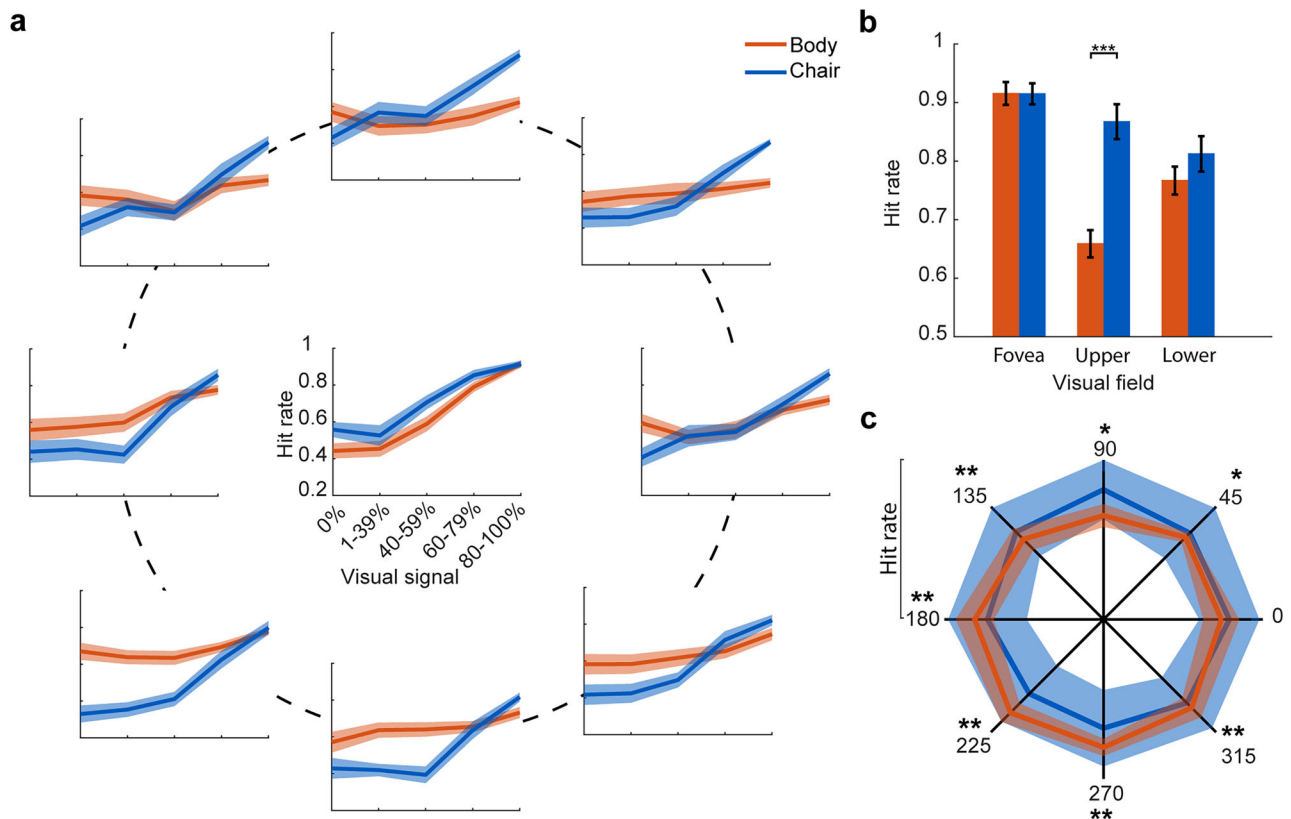 a
Body
Chair
Hit rate
1
0.8
0.6
0.4
0.2
0%
1-39%
40-59%
60-79%
80-100%
Visual signal
b
Hit rate
1
0.9
0.8
0.7
0.6
0.5
***
Fovea
Upper
Lower
Visual field
c
Hit rate
*
90
**
135
*
45
**
180
0
**
225
**
315
270
**